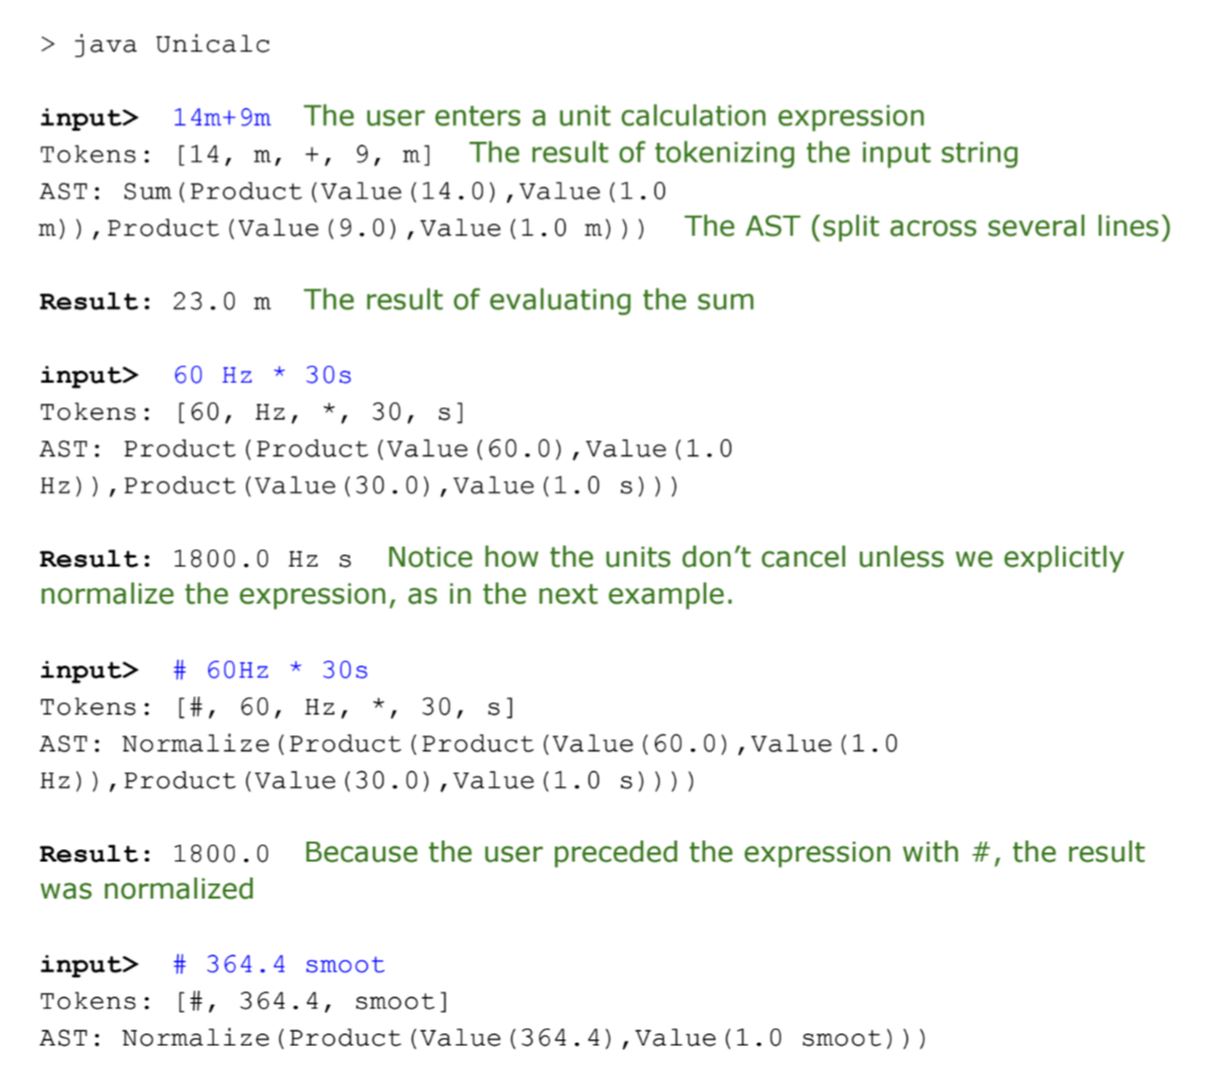 > java Unicalc
input> 14m+9m The user enters a unit calculation expression
Tokens: [14, m, +, 9, m] The result of tokenizing the input string
AST: Sum(Product(Value(14.0),Value(1.0
m)),Product(Value(9.0),Value(1.0 m))) The AST (split across several lines)
Result: 23.0 m The result of evaluating the sum
input> 60 Hz * 30s
Tokens: [60, Hz, *, 30, s]
AST: Product(Product(Value(60.0),Value(1.0
Hz)),Product(Value(30.0),Value(1.0 s)))
Result: 1800.0 Hz s Notice how the units don’t cancel unless we explicitly
normalize the expression, as in the next example.
input> # 60Hz * 30s
Tokens: [#, 60, Hz, *, 30, s]
AST: Normalize(Product(Product(Value(60.0),Value(1.0
Hz)),Product(Value(30.0),Value(1.0 s))))
Result: 1800.0 Because the user preceded the expression with #, the result
was normalized
input> # 364.4 smoot
Tokens: [#, 364.4, smoot]
AST: Normalize(Product(Value(364.4),Value(1.0 smoot)))